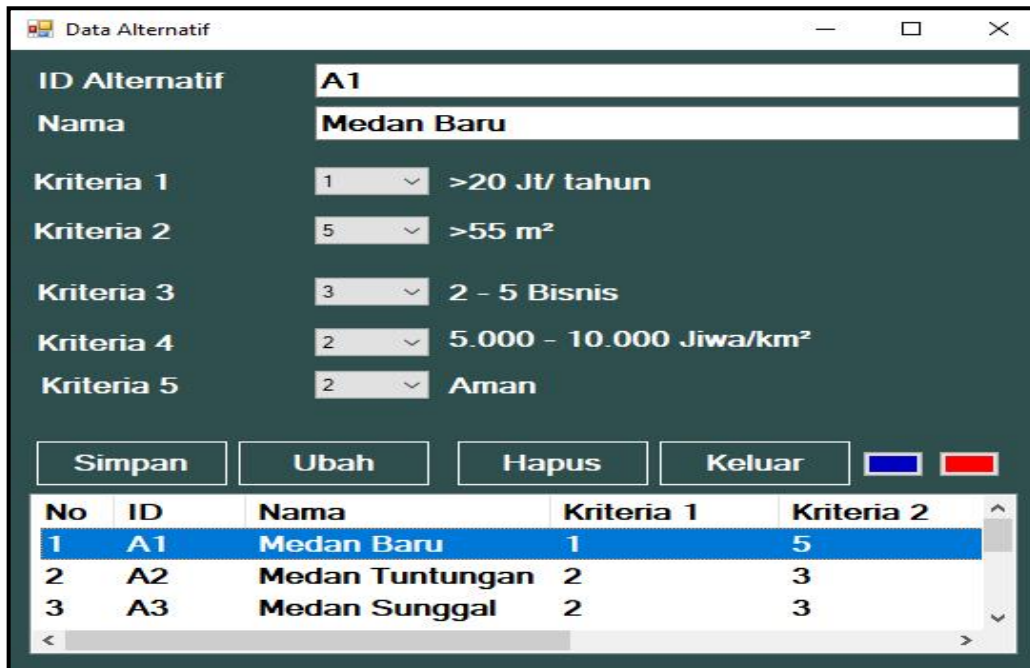 Data Alternatif
ID Alternatif A1
Nama Medan Baru
Kriteria 1 1 >20 Jt/ tahun
Kriteria 2 5 >55 m²
Kriteria 3 3 2 - 5 Bisnis
Kriteria 4 2 5.000 - 10.000 Jiwa/km²
Kriteria 5 2 Aman
Simpan Ubah Hapus Keluar
No ID Nama Kriteria 1 Kriteria 2
1 A1 Medan Baru 1 5
2 A2 Medan Tuntungan 2 3
3 A3 Medan Sunggal 2 3